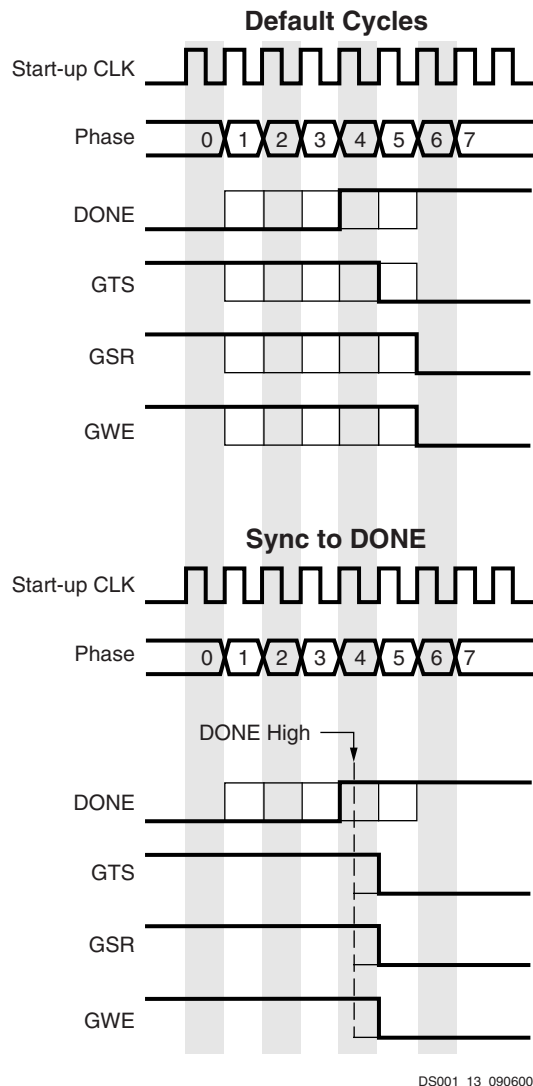 Default Cycles
Start-up CLK
Phase 0 1 2 3 4 5 6 7
DONE
GTS
GSR
GWE
Sync to DONE
Start-up CLK
Phase 0 1 2 3 4 5 6 7
DONE High
DONE
GTS
GSR
GWE
DS001_13_090600